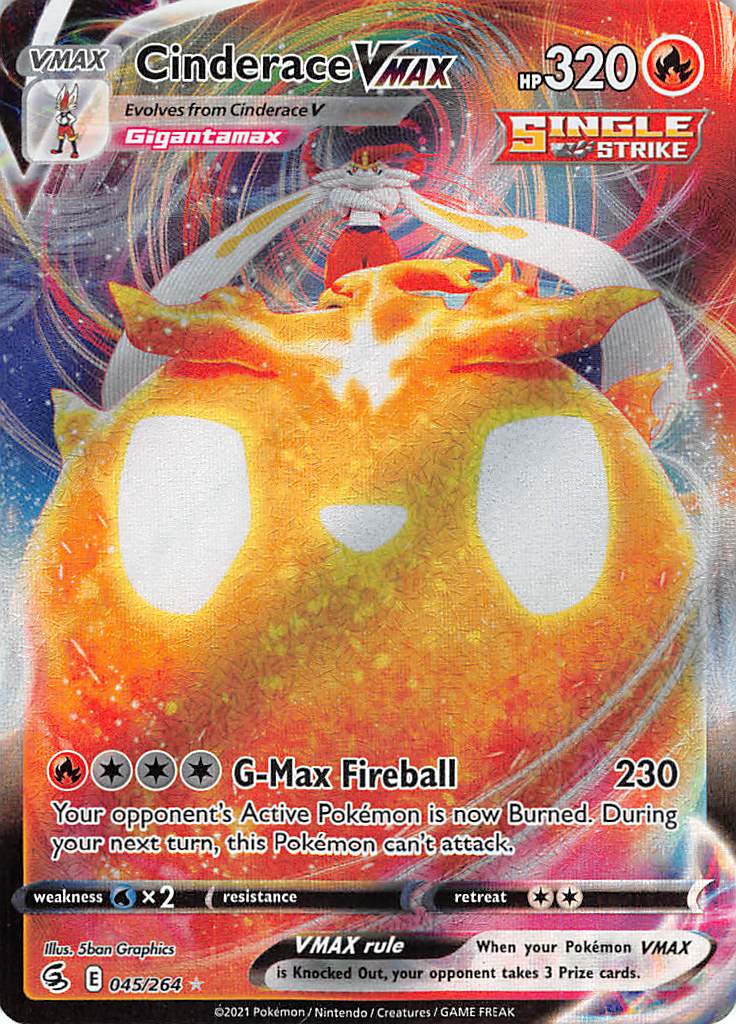 VMAX
Cinderace VMAX
HP 320
Evolves from Cinderace V
Gigantamax
SINGLE
STRIKE
G-Max Fireball 230
Your opponent's Active Pokémon is now Burned. During
your next turn, this Pokémon can't attack.
weakness ×2 resistance retreat
Illus. 5ban Graphics
VMAX rule When your Pokémon VMAX
is Knocked Out, your opponent takes 3 Prize cards.
E 045/264
©2021 Pokémon / Nintendo / Creatures / GAME FREAK